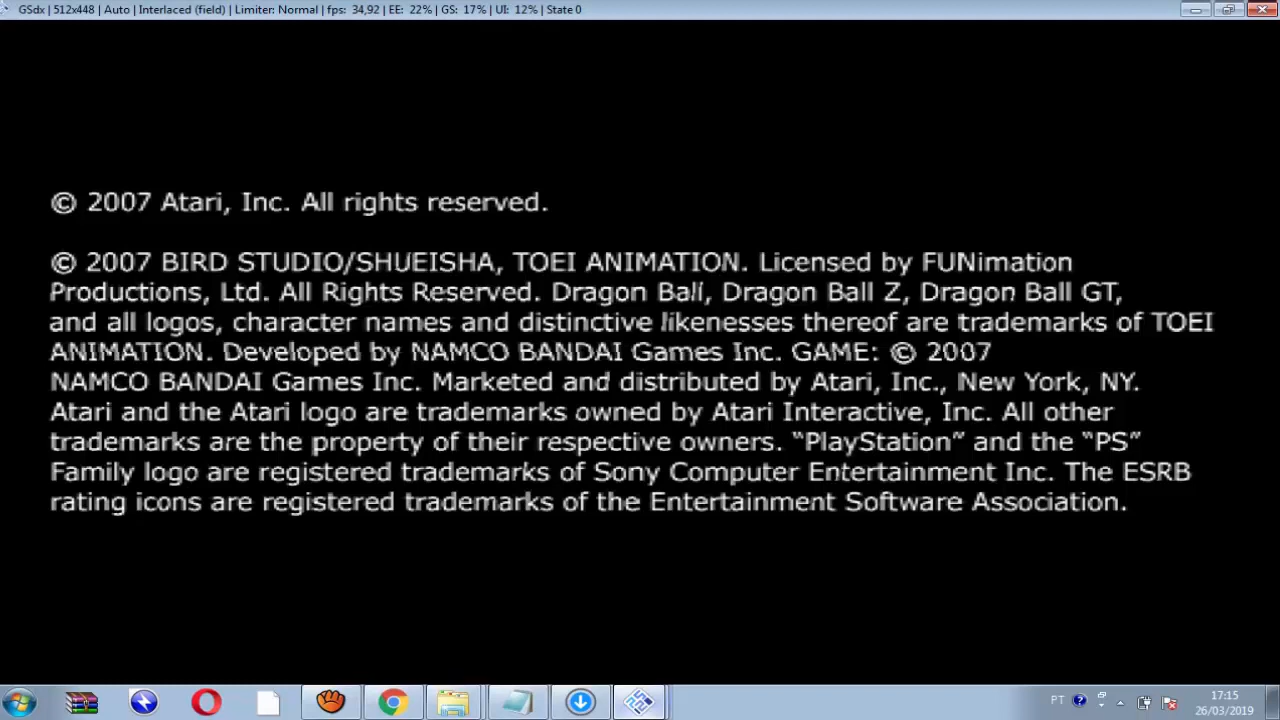 GSdx | 512x448 | Auto | Interlaced (field) | Limiter: Normal | fps: 34,92 | EE: 22% | GS: 17% | UI: 12% | State 0
© 2007 Atari, Inc. All rights reserved.
© 2007 BIRD STUDIO/SHUEISHA, TOEI ANIMATION. Licensed by FUNimation
Productions, Ltd. All Rights Reserved. Dragon Ball, Dragon Ball Z, Dragon Ball GT,
and all logos, character names and distinctive likenesses thereof are trademarks of TOEI
ANIMATION. Developed by NAMCO BANDAI Games Inc. GAME: © 2007
NAMCO BANDAI Games Inc. Marketed and distributed by Atari, Inc., New York, NY.
Atari and the Atari logo are trademarks owned by Atari Interactive, Inc. All other
trademarks are the property of their respective owners. “PlayStation” and the “PS”
Family logo are registered trademarks of Sony Computer Entertainment Inc. The ESRB
rating icons are registered trademarks of the Entertainment Software Association.
PT
17:15
26/03/2019